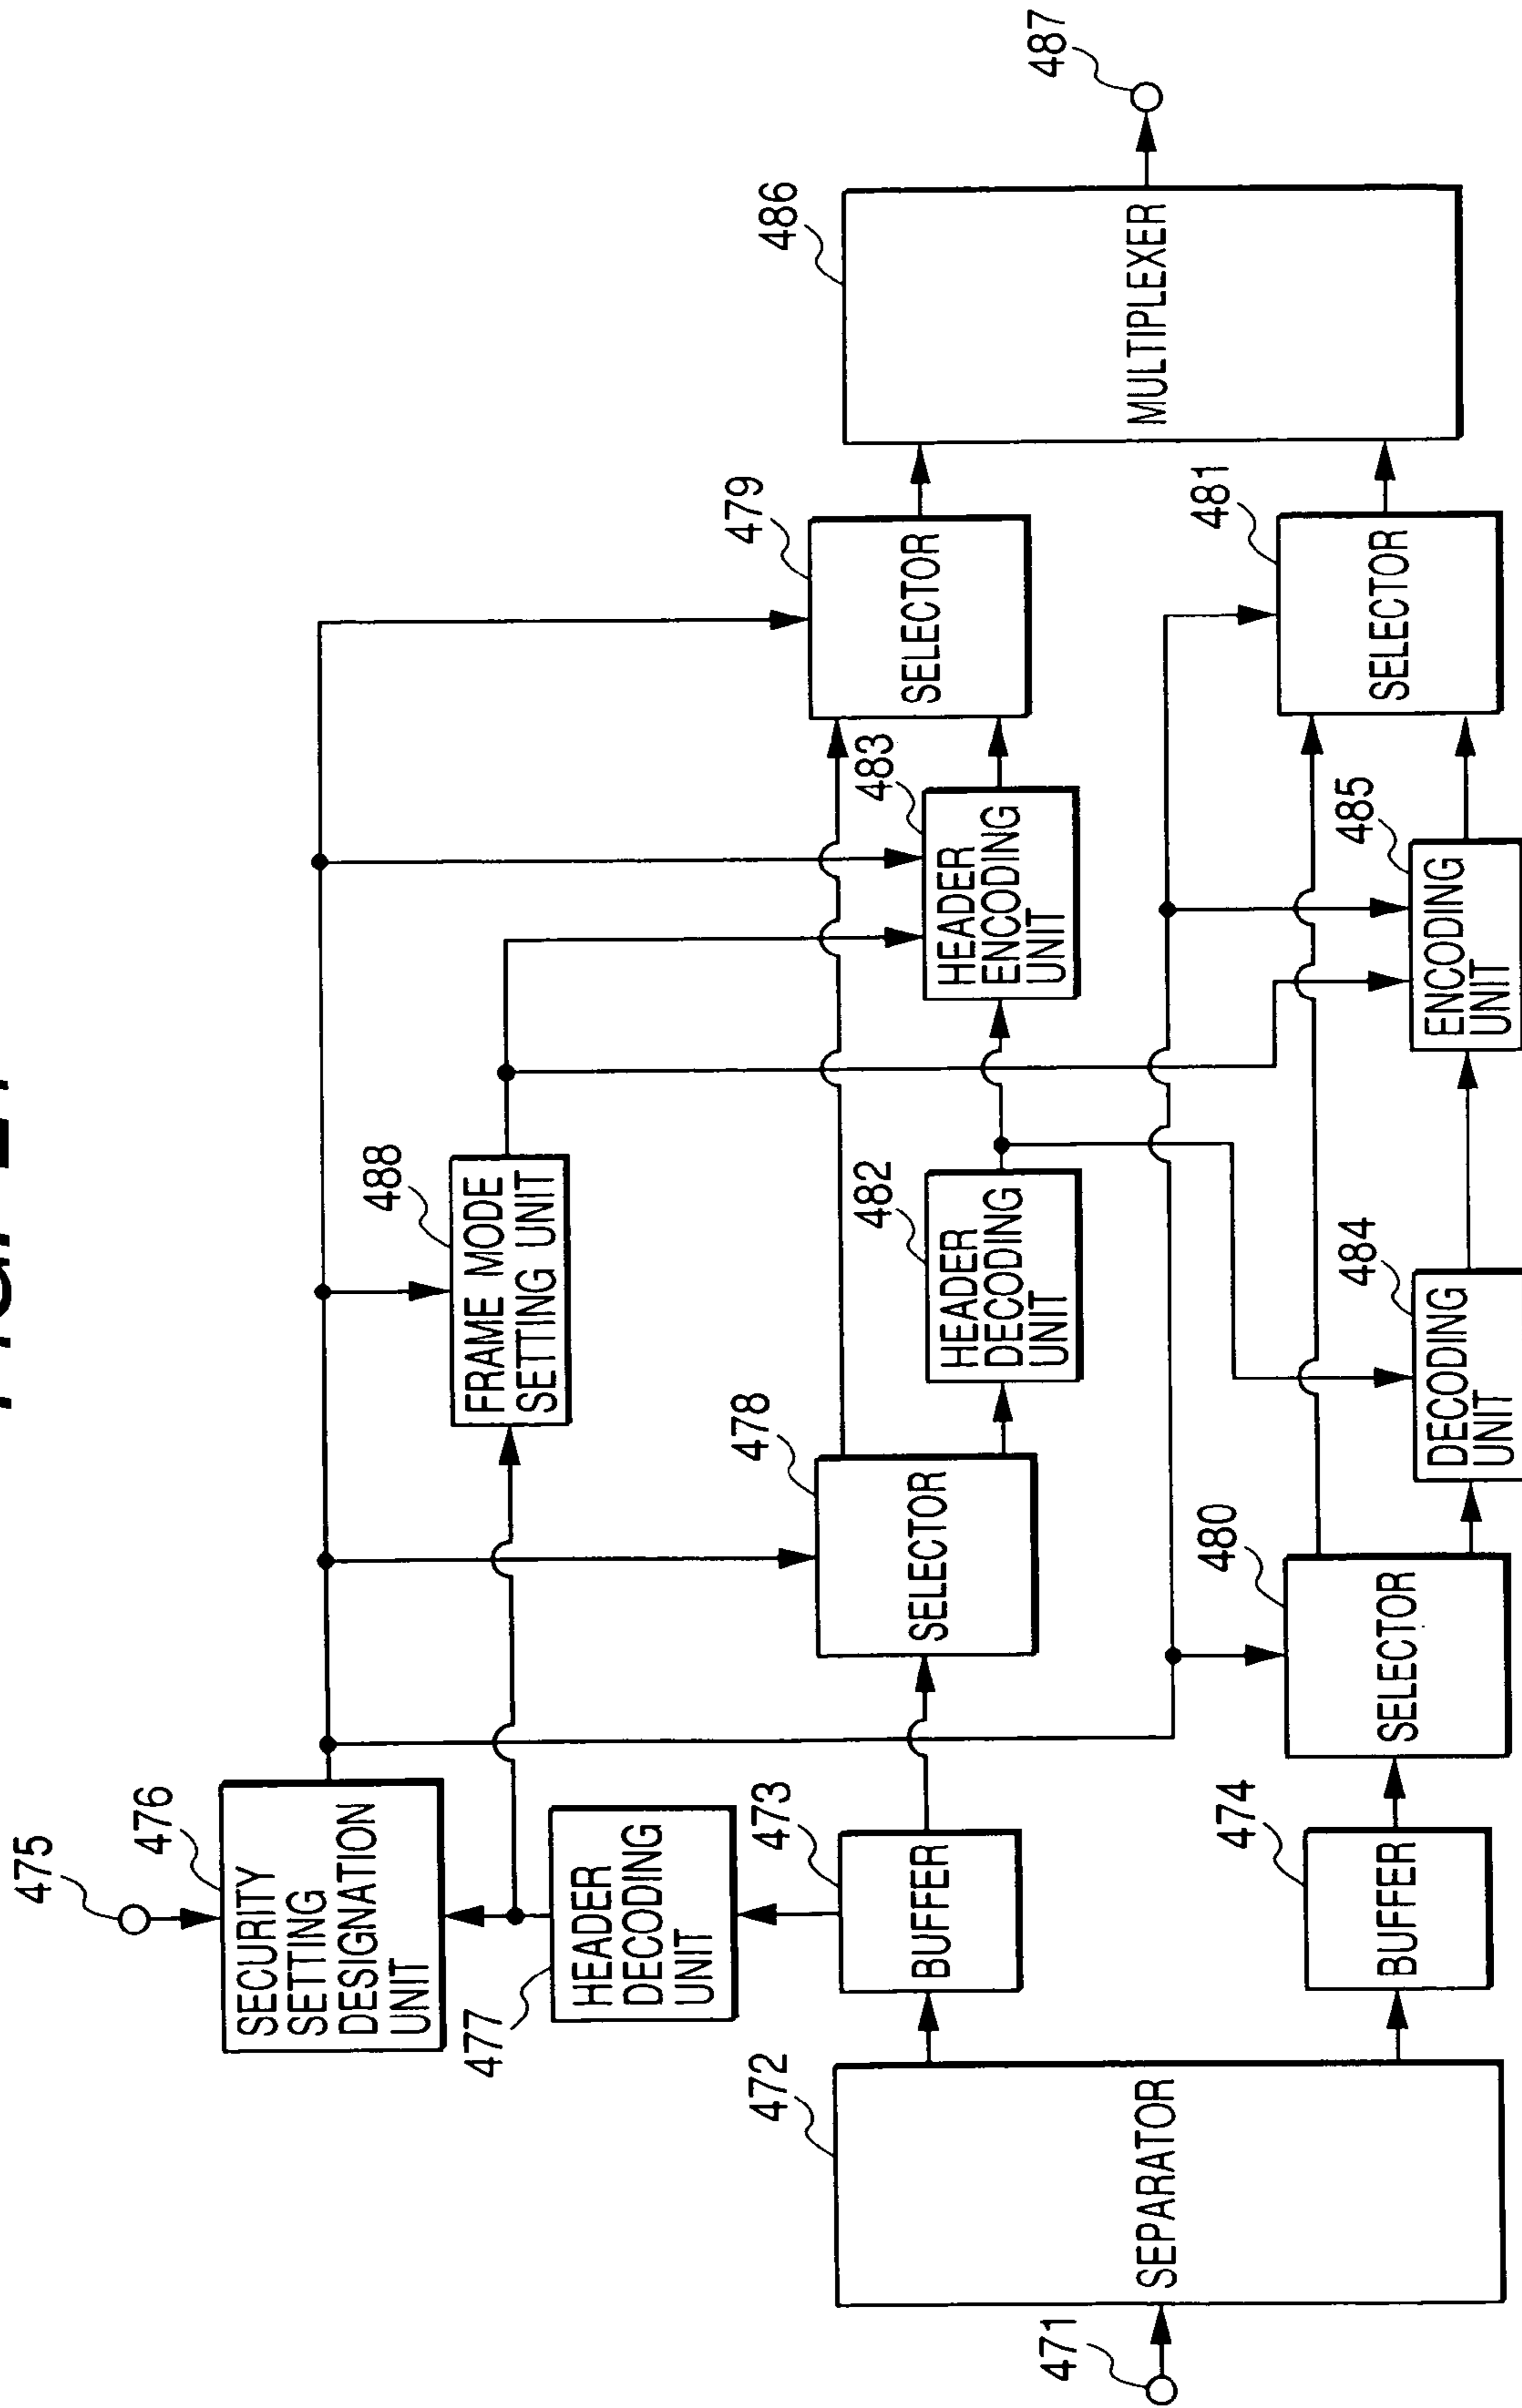 475
476
SECURITY
SETTING
DESIGNATION
UNIT
477
HEADER
DECODING
UNIT
488
FRAME MODE
SETTING UNIT
471
472
SEPARATOR
473
BUFFER
478
SELECTOR
482
HEADER
DECODING
UNIT
483
HEADER
ENCODING
UNIT
479
SELECTOR
486
MULTIPLEXER
487
474
BUFFER
480
SELECTOR
484
DECODING
UNIT
485
ENCODING
UNIT
481
SELECTOR